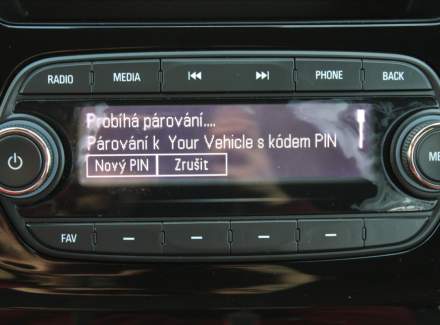 RADIO MEDIA PHONE BACK
Probíhá párování....
Párování k Your Vehicle s kódem PIN
Nový PIN Zrušit
FAV